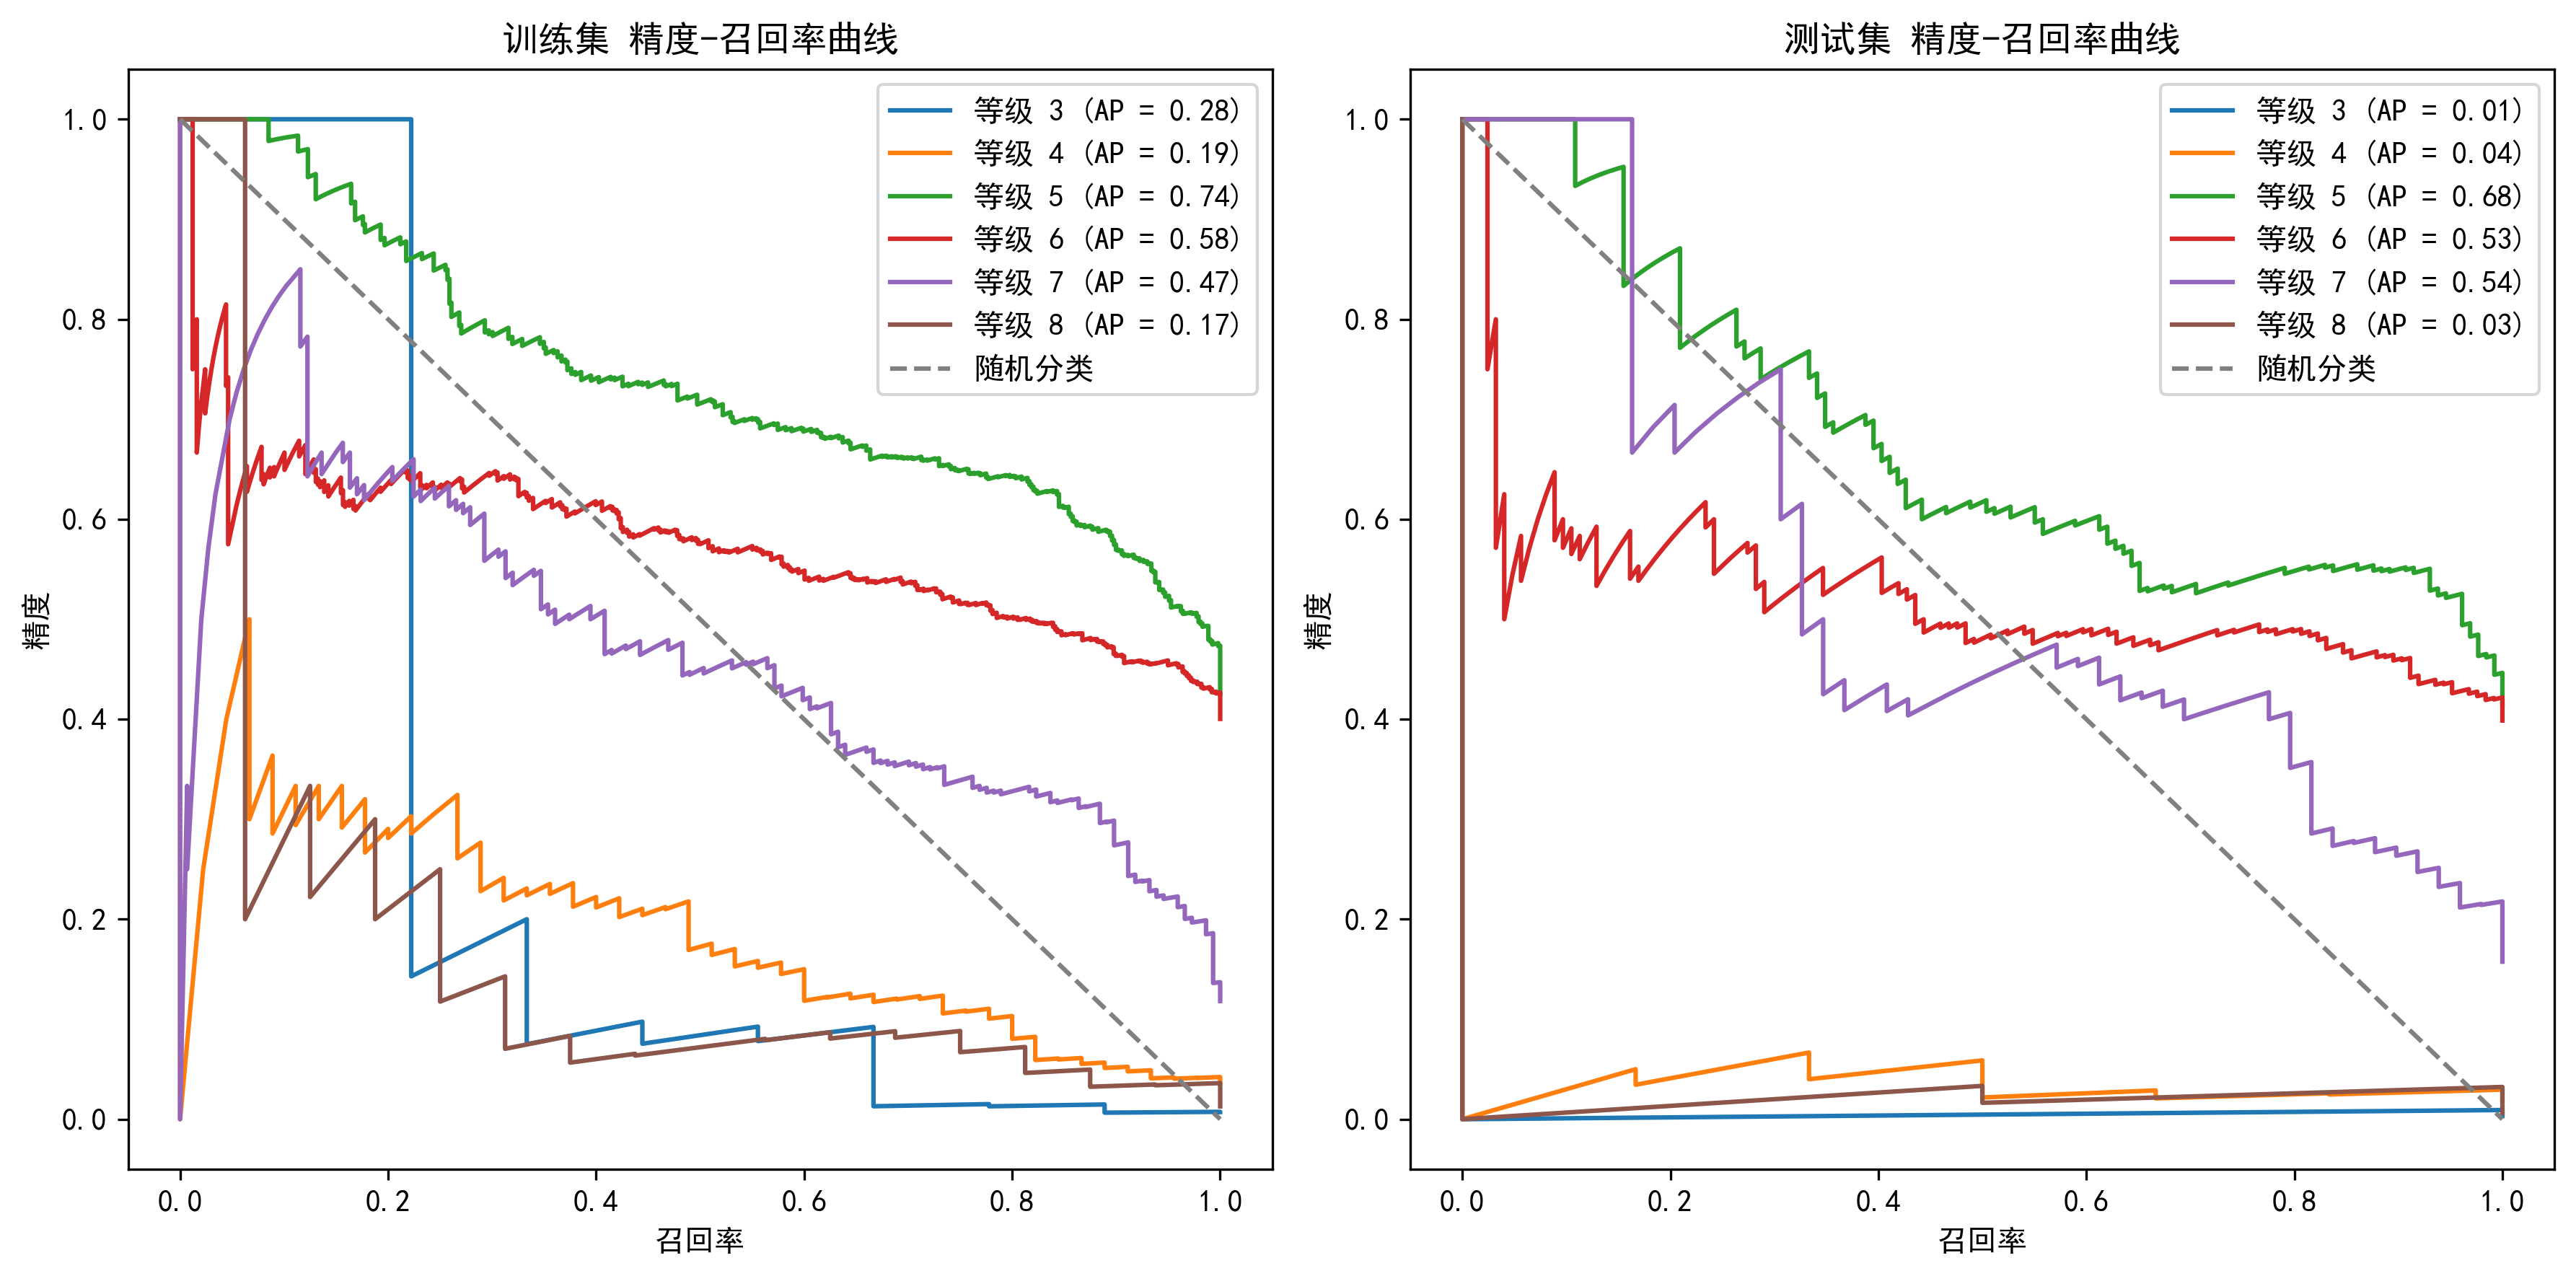 训练集 精度-召回率曲线
等级 3 (AP = 0.28)
等级 4 (AP = 0.19)
等级 5 (AP = 0.74)
等级 6 (AP = 0.58)
等级 7 (AP = 0.47)
等级 8 (AP = 0.17)
随机分类
精度
1.0
0.8
0.6
0.4
0.2
0.0
0.0 0.2 0.4 0.6 0.8 1.0
召回率
测试集 精度-召回率曲线
等级 3 (AP = 0.01)
等级 4 (AP = 0.04)
等级 5 (AP = 0.68)
等级 6 (AP = 0.53)
等级 7 (AP = 0.54)
等级 8 (AP = 0.03)
随机分类
精度
1.0
0.8
0.6
0.4
0.2
0.0
0.0 0.2 0.4 0.6 0.8 1.0
召回率